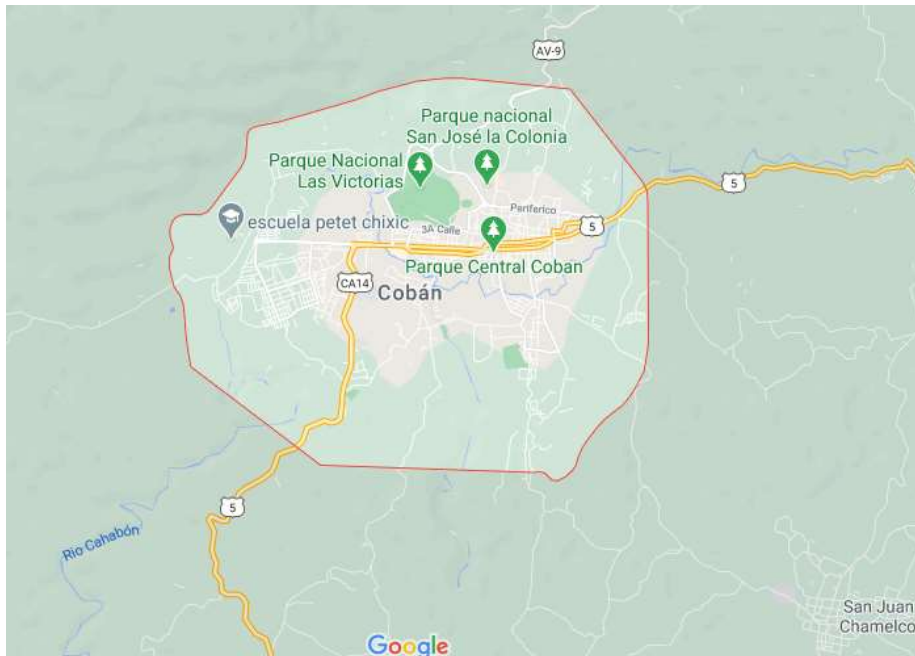 AV-9
Parque nacional
San José la Colonia
Parque Nacional
Las Victorias
5
Periferico
escuela petet chixic
3A Calle
5
Parque Central Coban
CA14
Cobán
5
Rio Cahabón
San Juan
Chamelco
Google